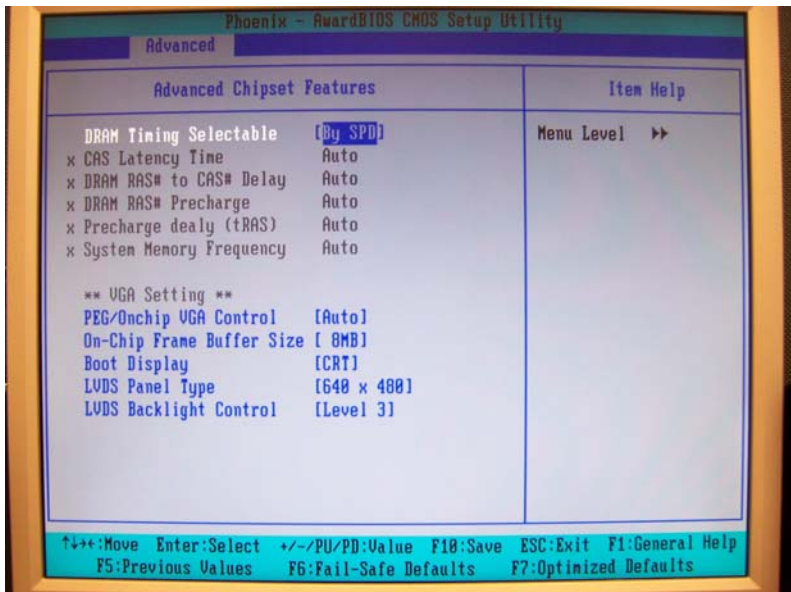 Phoenix - AwardBIOS CMOS Setup Utility
Advanced
Advanced Chipset Features
Item Help
DRAM Timing Selectable [By SPD]
Menu Level ▶▶
x CAS Latency Time Auto
x DRAM RAS# to CAS# Delay Auto
x DRAM RAS# Precharge Auto
x Precharge dealy (tRAS) Auto
x System Memory Frequency Auto
** VGA Setting **
PEG/Onchip VGA Control [Auto]
On-Chip Frame Buffer Size [ 8MB]
Boot Display [CRT]
LVDS Panel Type [640 x 480]
LVDS Backlight Control [Level 3]
↑↓→←:Move Enter:Select +/-/PU/PD:Value F10:Save ESC:Exit F1:General Help
F5:Previous Values F6:Fail-Safe Defaults F7:Optimized Defaults